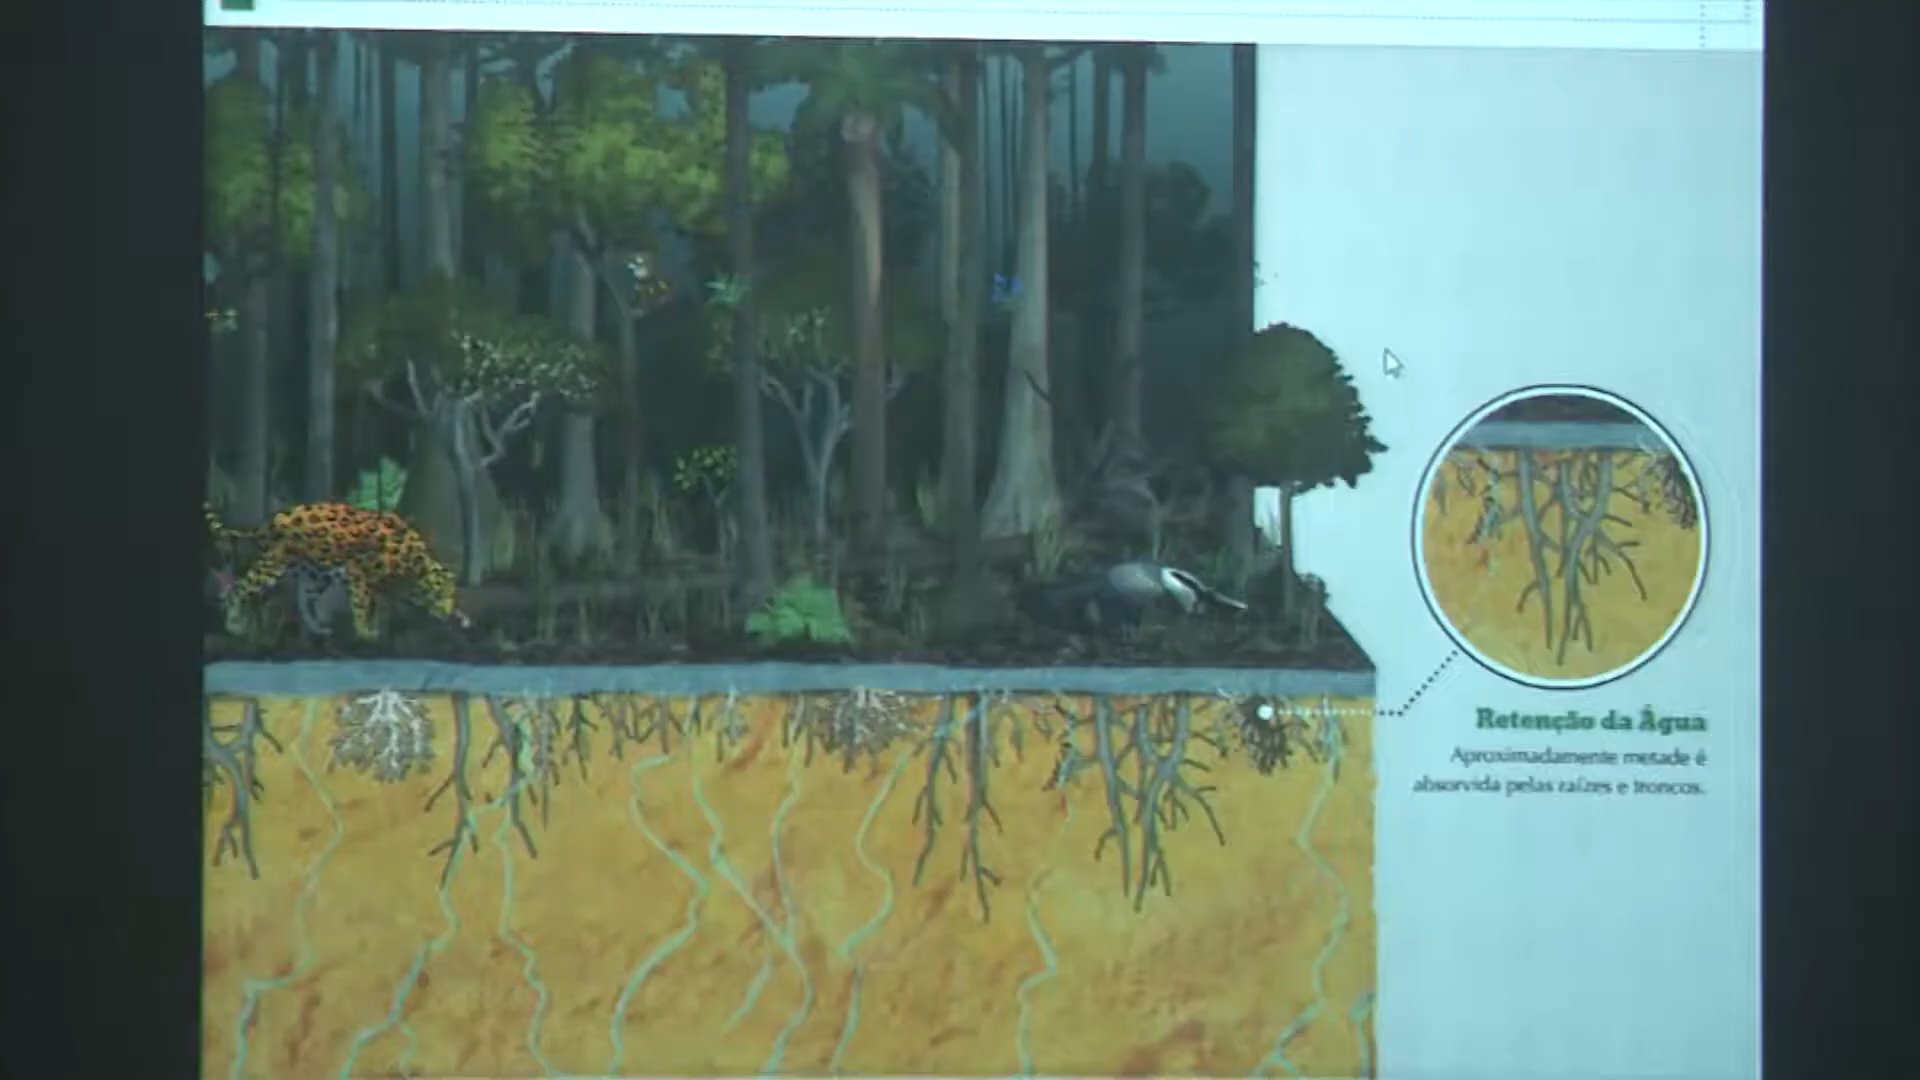 Retenção da Água
Aproximadamente metade é
absorvida pelas raízes e troncos.